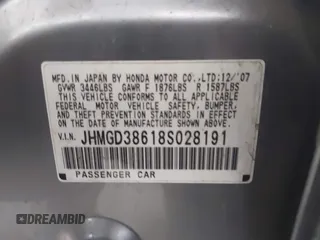 MFD. IN JAPAN BY HONDA MOTOR CO.,LTD:12/'07
GVWR 3446LBS GAWR F 1876LBS R 1587LBS
THIS VEHICLE CONFORMS TO ALL APPLICABLE
FEDERAL MOTOR VEHICLE SAFETY, BUMPER,
AND THEFT PREVENTION STANDARDS IN
EFFECT ON THE DATE OF MANUFACTURE
SHOWN ABOVE.
V.I.N. JHMGD38618S028191
PASSENGER CAR
DREAMBID